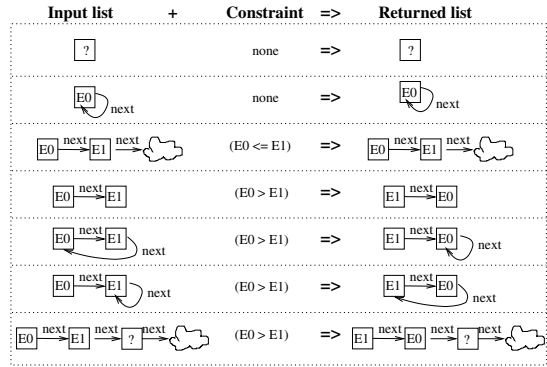 Input list + Constraint => Returned list
? none => ?
E0 next none => E0 next
E0 next E1 next (E0 <= E1) => E0 next E1 next
E0 next E1 (E0 > E1) => E1 next E0
E0 next E1 next (E0 > E1) => E1 next E0 next
E0 next E1 next (E0 > E1) => E1 next E0 next
E0 next E1 next ? next (E0 > E1) => E1 next E0 next ? next